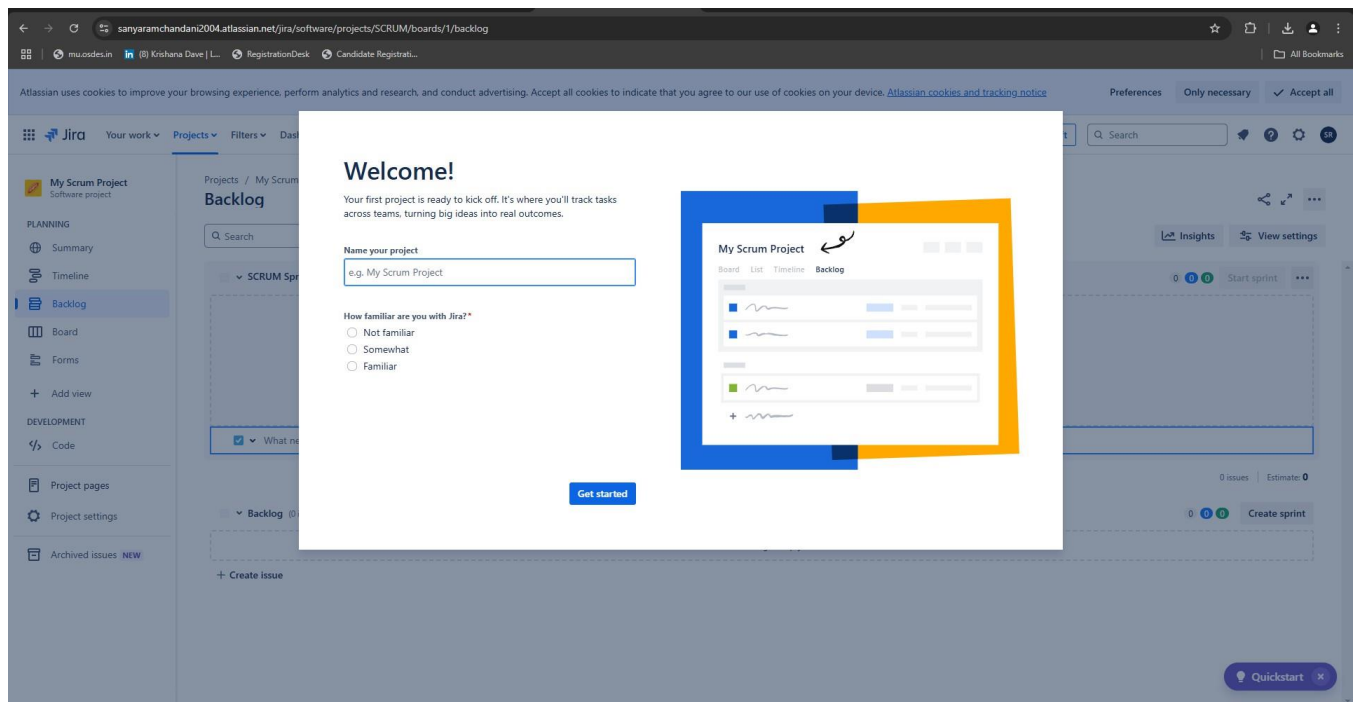 sanyaramchandani2004.atlassian.net/jira/software/projects/SCRUM/boards/1/backlog
mu.osdes.in (8) Krishana Dave | L... RegistrationDesk Candidate Registrati... All Bookmarks
Atlassian uses cookies to improve your browsing experience, perform analytics and research, and conduct advertising. Accept all cookies to indicate that you agree to our use of cookies on your device. Atlassian cookies and tracking notice Preferences Only necessary Accept all
Jira Your work Projects Filters Dash Search SR
My Scrum Project
Software project
PLANNING
Summary
Timeline
Backlog
Board
Forms
+ Add view
DEVELOPMENT
Code
Project pages
Project settings
Archived issues NEW
Projects / My Scrum
Backlog
Search
Insights View settings
SCRUM Spr 0 0 0 Start sprint
What ne
0 issues | Estimate: 0
Backlog (0 0 0 0 Create sprint
+ Create issue
Welcome!
Your first project is ready to kick off. It's where you'll track tasks
across teams, turning big ideas into real outcomes.
Name your project
e.g. My Scrum Project
How familiar are you with Jira?*
Not familiar
Somewhat
Familiar
Get started
My Scrum Project
Board List Timeline Backlog
Quickstart ×